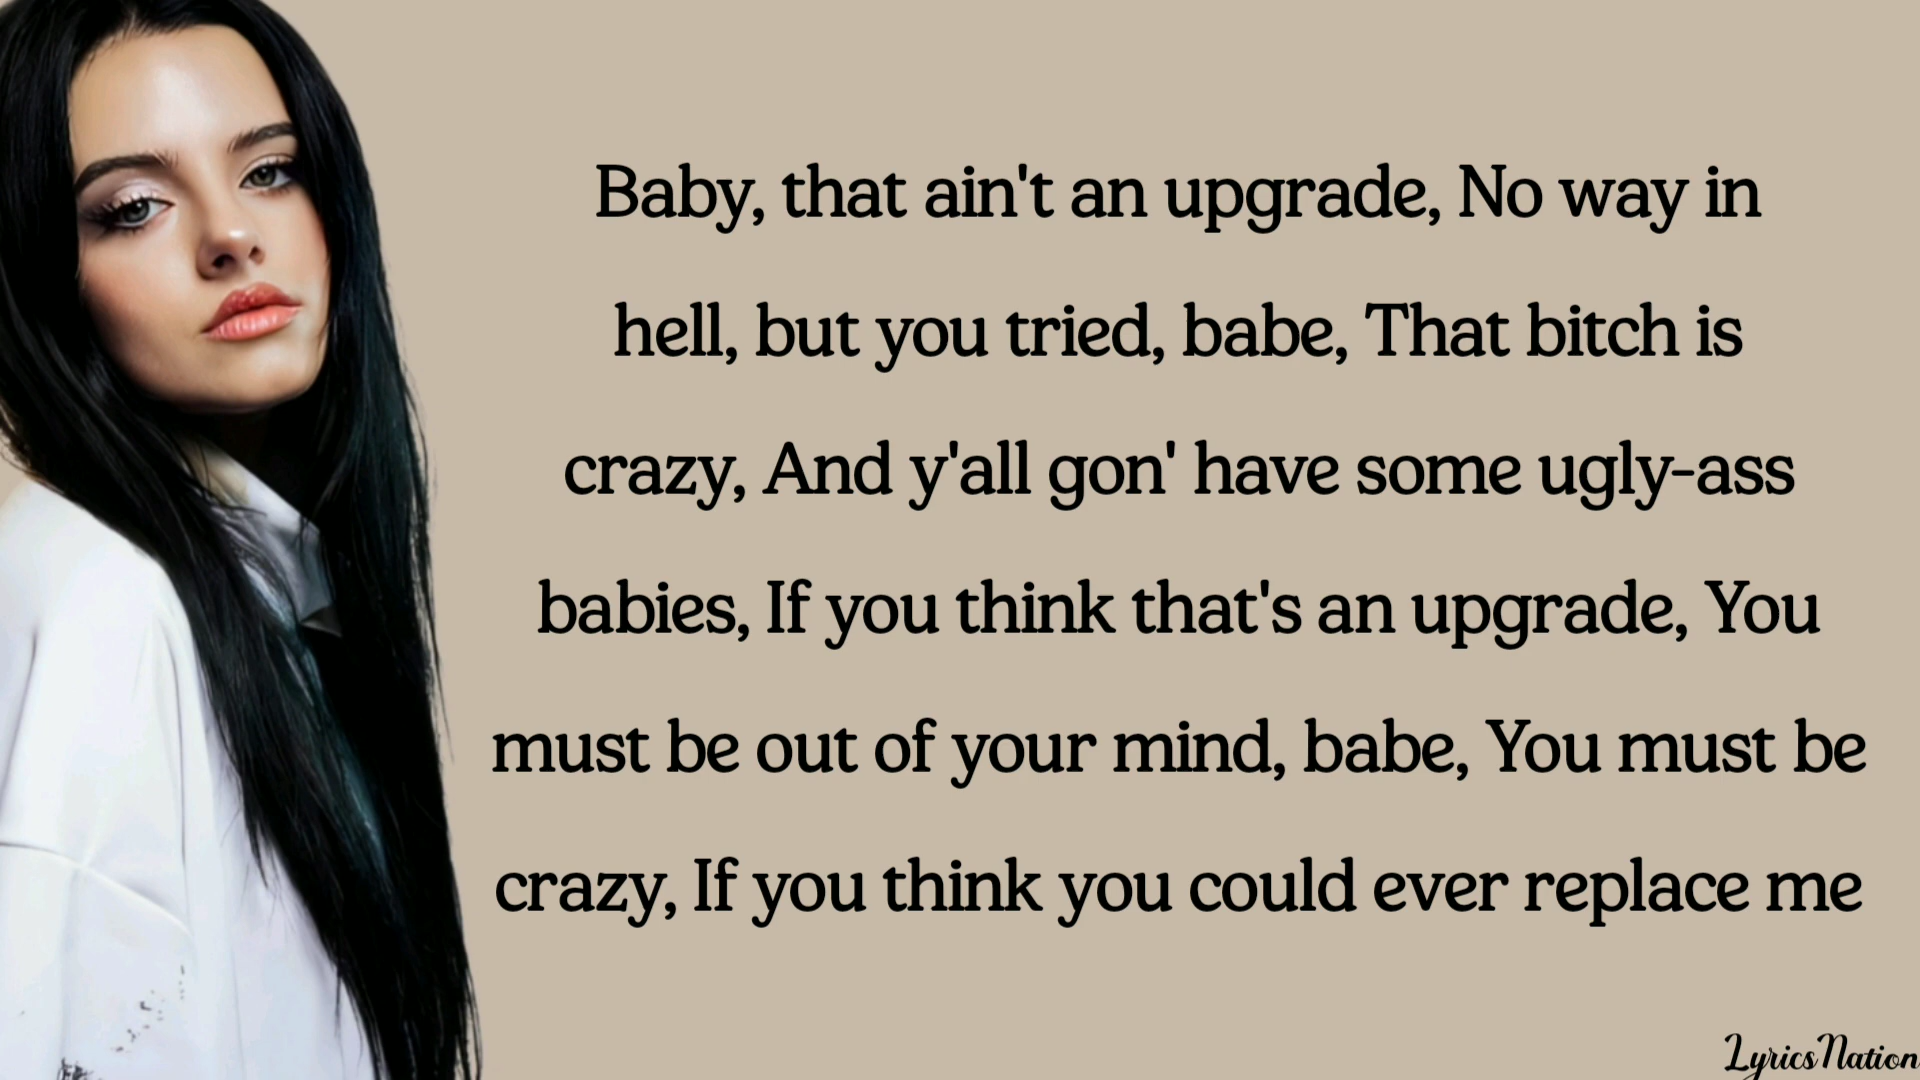 Baby, that ain't an upgrade, No way in
hell, but you tried, babe, That bitch is
crazy, And y'all gon' have some ugly-ass
babies, If you think that's an upgrade, You
must be out of your mind, babe, You must be
crazy, If you think you could ever replace me
LyricsNation